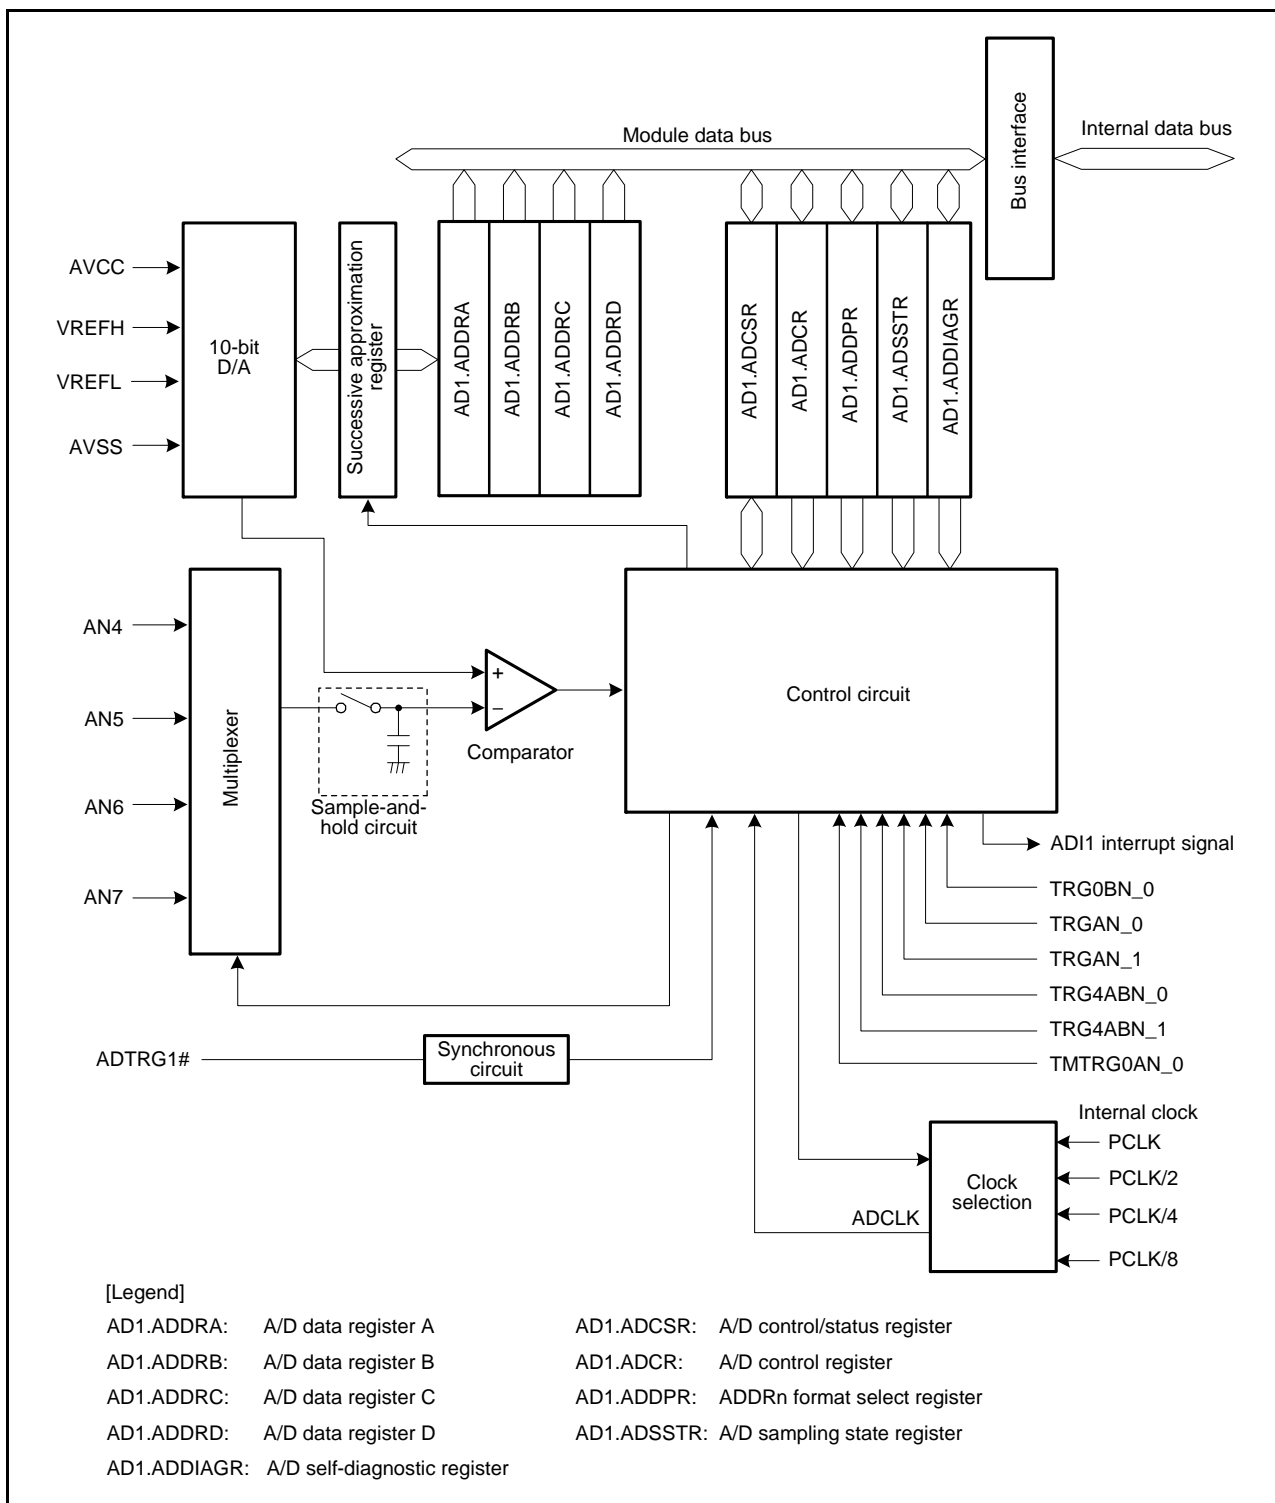 Module data bus
Internal data bus
Bus interface
AVCC
VREFH
VREFL
AVSS
10-bit
D/A
Successive approximation
register
AD1.ADDRA
AD1.ADDRB
AD1.ADDRC
AD1.ADDRD
AD1.ADCSR
AD1.ADCR
AD1.ADDPR
AD1.ADSSTR
AD1.ADDIAGR
AN4
AN5
AN6
AN7
Multiplexer
Sample-and-
hold circuit
+
−
Comparator
Control circuit
ADI1 interrupt signal
TRG0BN_0
TRGAN_0
TRGAN_1
TRG4ABN_0
TRG4ABN_1
TMTRG0AN_0
ADTRG1#
Synchronous
circuit
Internal clock
PCLK
PCLK/2
PCLK/4
PCLK/8
Clock
selection
ADCLK
[Legend]
AD1.ADDRA: A/D data register A
AD1.ADDRB: A/D data register B
AD1.ADDRC: A/D data register C
AD1.ADDRD: A/D data register D
AD1.ADDIAGR: A/D self-diagnostic register
AD1.ADCSR: A/D control/status register
AD1.ADCR: A/D control register
AD1.ADDPR: ADDRn format select register
AD1.ADSSTR: A/D sampling state register